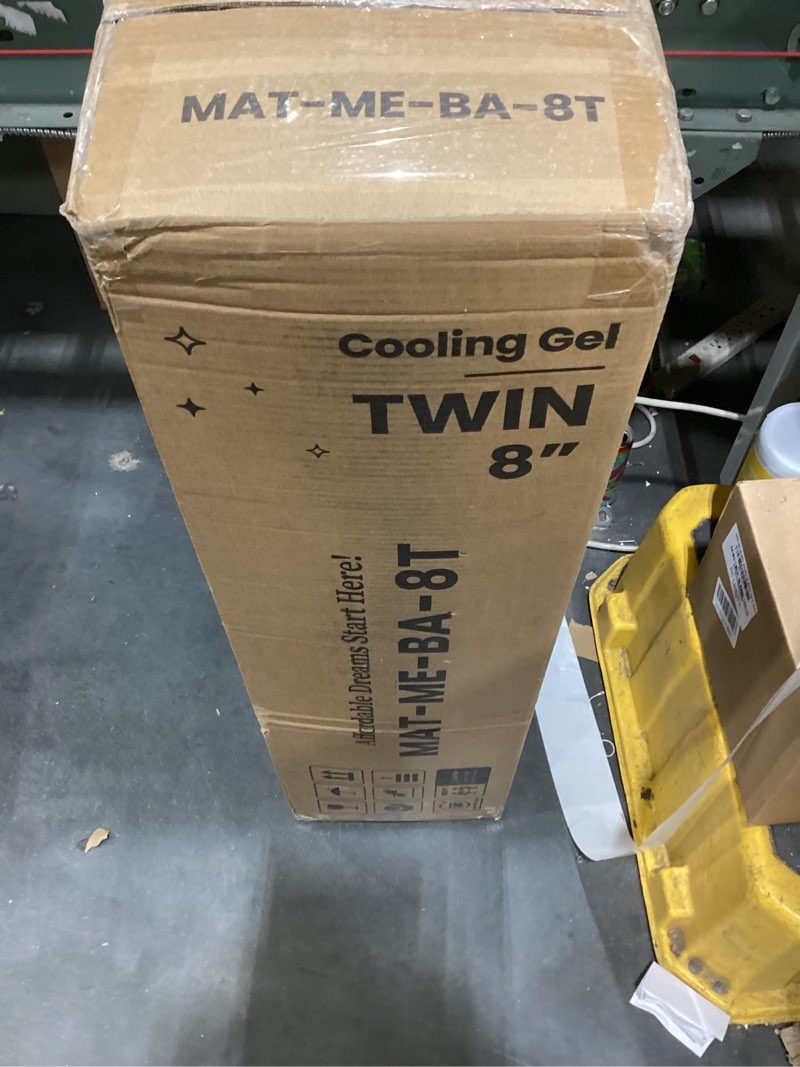 MAT-ME-BA-8T
Cooling Gel
TWIN
8”
Affordable Dreams Start Here!
MAT-ME-BA-8T